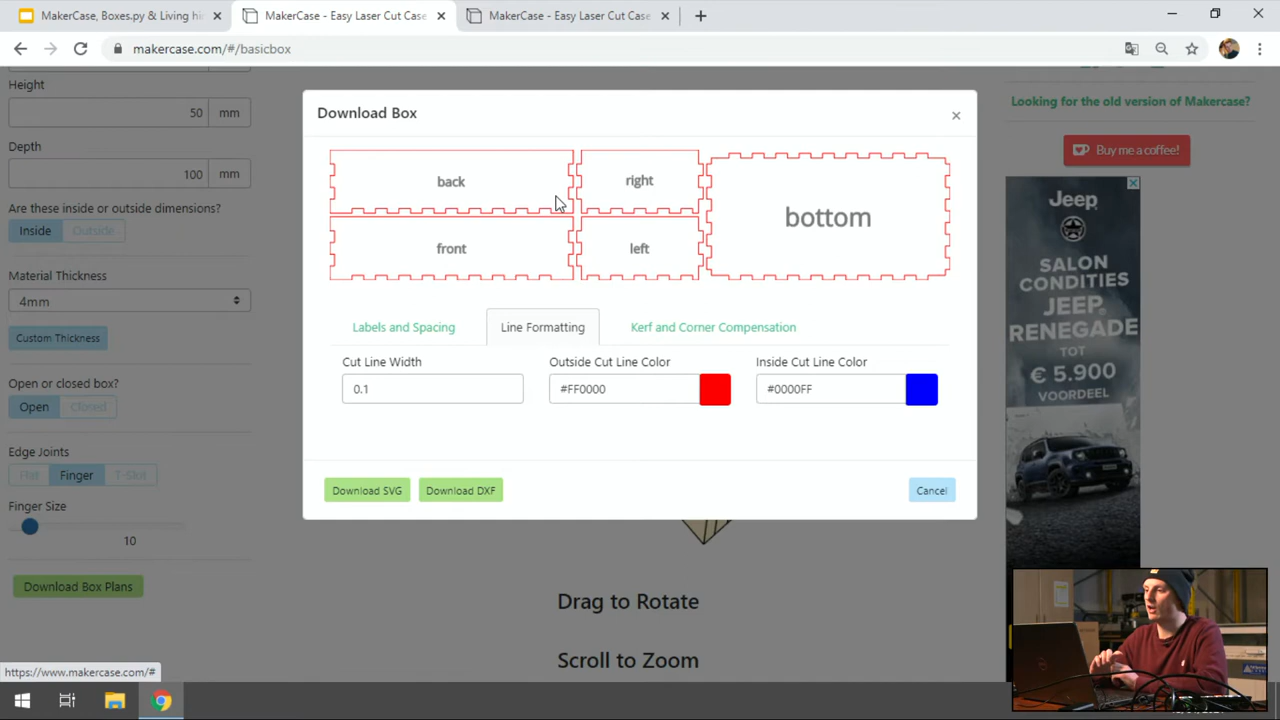 MakerCase, Boxes.py & Living hi
MakerCase - Easy Laser Cut Case
MakerCase - Easy Laser Cut Case
makercase.com/#/basicbox
Height
50 mm
Depth
100 mm
Are these inside or outside dimensions?
Inside Outside
Material Thickness
4mm
Custom Thickness
Open or closed box?
Open Closed
Edge Joints
Flat Finger T-Slot
Finger Size
10
Download Box Plans
Download Box
×
back
right
bottom
front
left
Labels and Spacing
Line Formatting
Kerf and Corner Compensation
Cut Line Width
Outside Cut Line Color
Inside Cut Line Color
0.1
#FF0000
#0000FF
Download SVG
Download DXF
Cancel
Drag to Rotate
Scroll to Zoom
Looking for the old version of Makercase?
Buy me a coffee!
Jeep
SALON
CONDITIES
JEEP
RENEGADE
TOT
€ 5.900
VOORDEEL
https://www.makercase.com/#